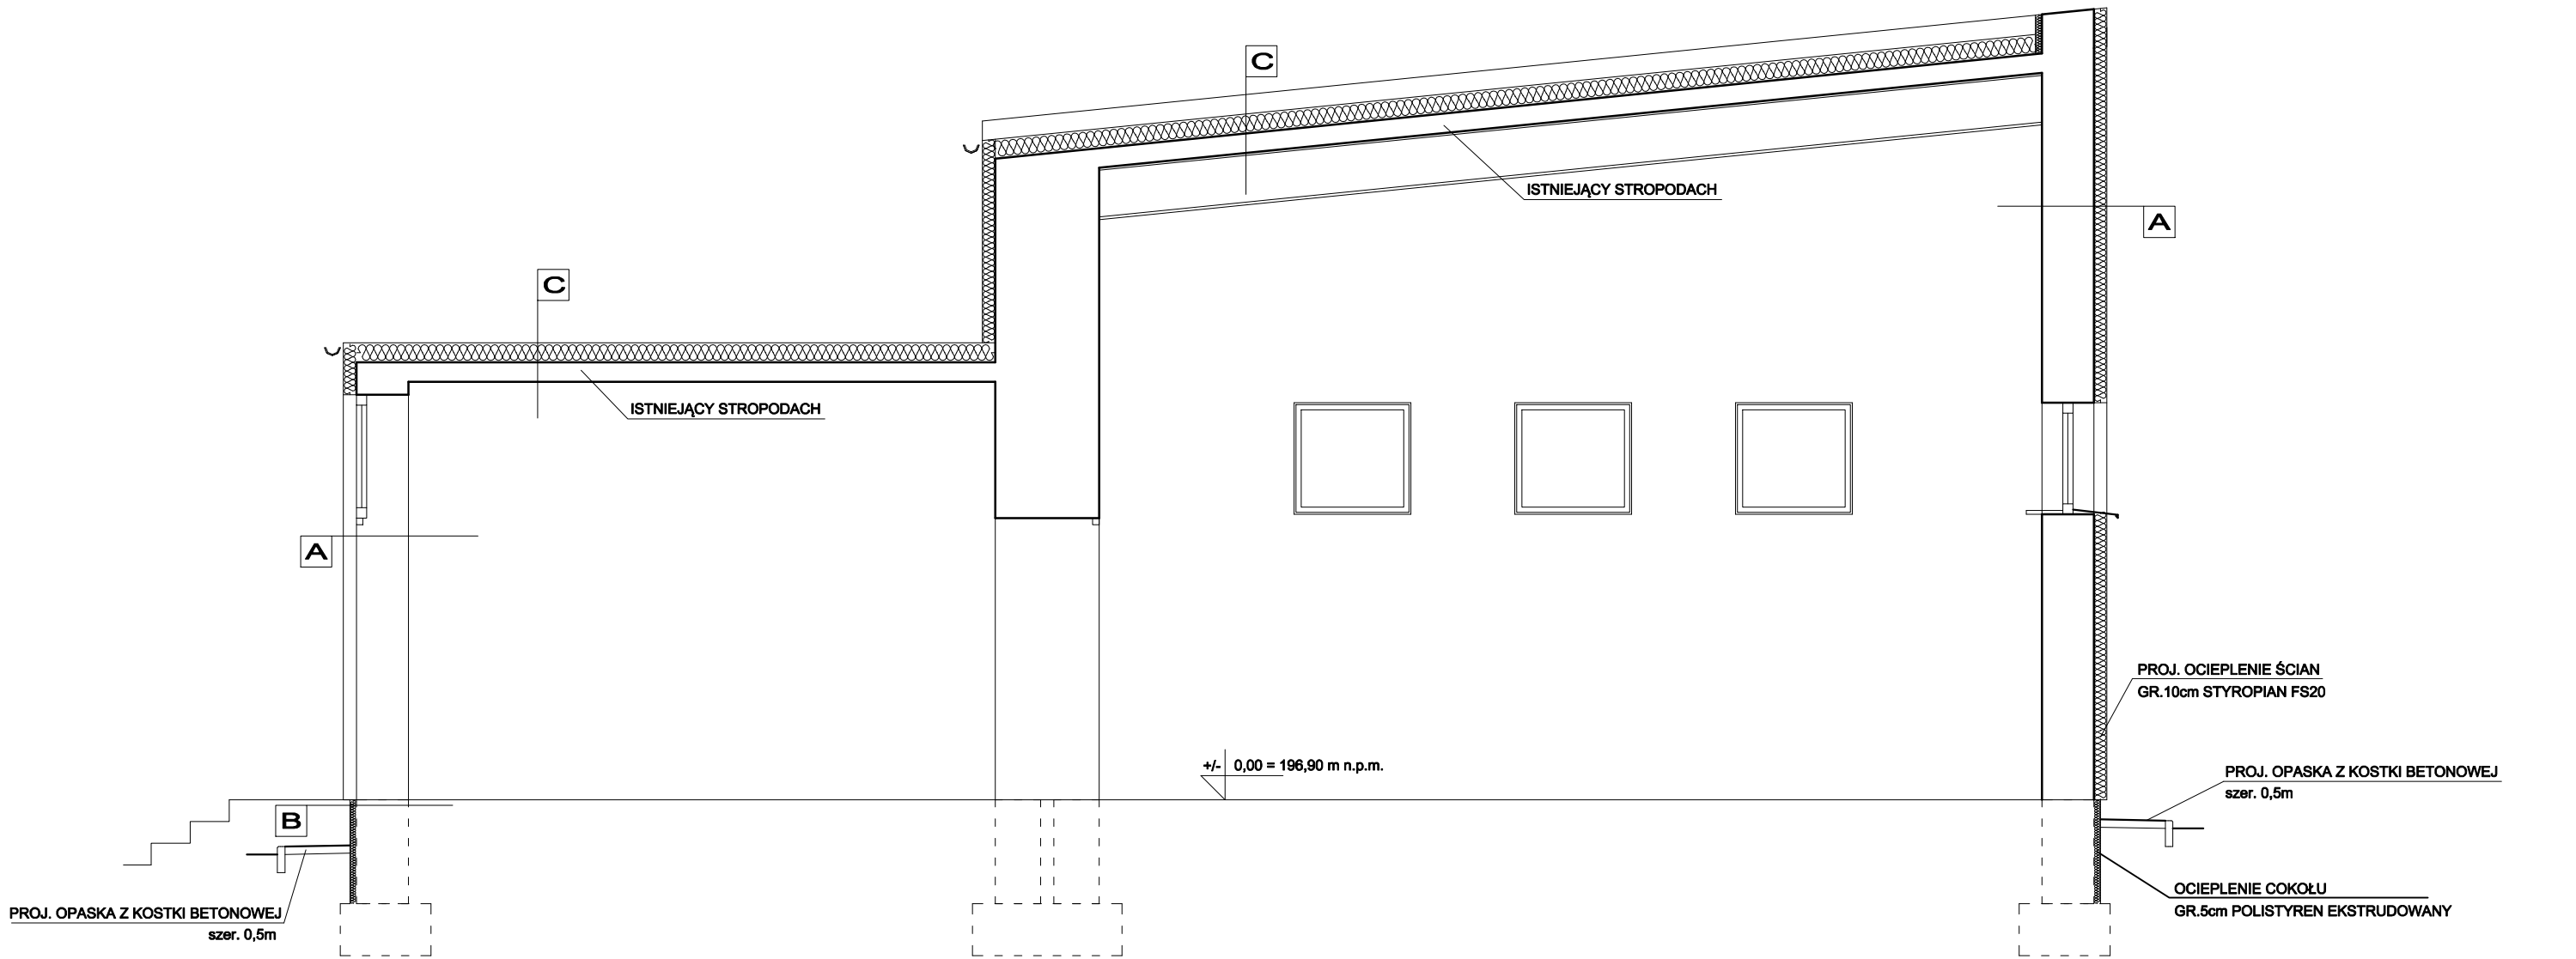 C
C
A
ISTNIEJĄCY STROPODACH
ISTNIEJĄCY STROPODACH
A
PROJ. OCIEPLENIE ŚCIAN
GR.10cm STYROPIAN FS20
+/- 0,00 = 196,90 m n.p.m.
PROJ. OPASKA Z KOSTKI BETONOWEJ
szer. 0,5m
B
OCIEPLENIE COKOŁU
GR.5cm POLISTYREN EKSTRUDOWANY
PROJ. OPASKA Z KOSTKI BETONOWEJ
szer. 0,5m